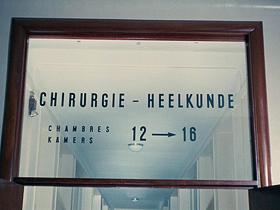 CHIRURGIE - HEELKUNDE
CHAMBRES 12 → 16
KAMERS